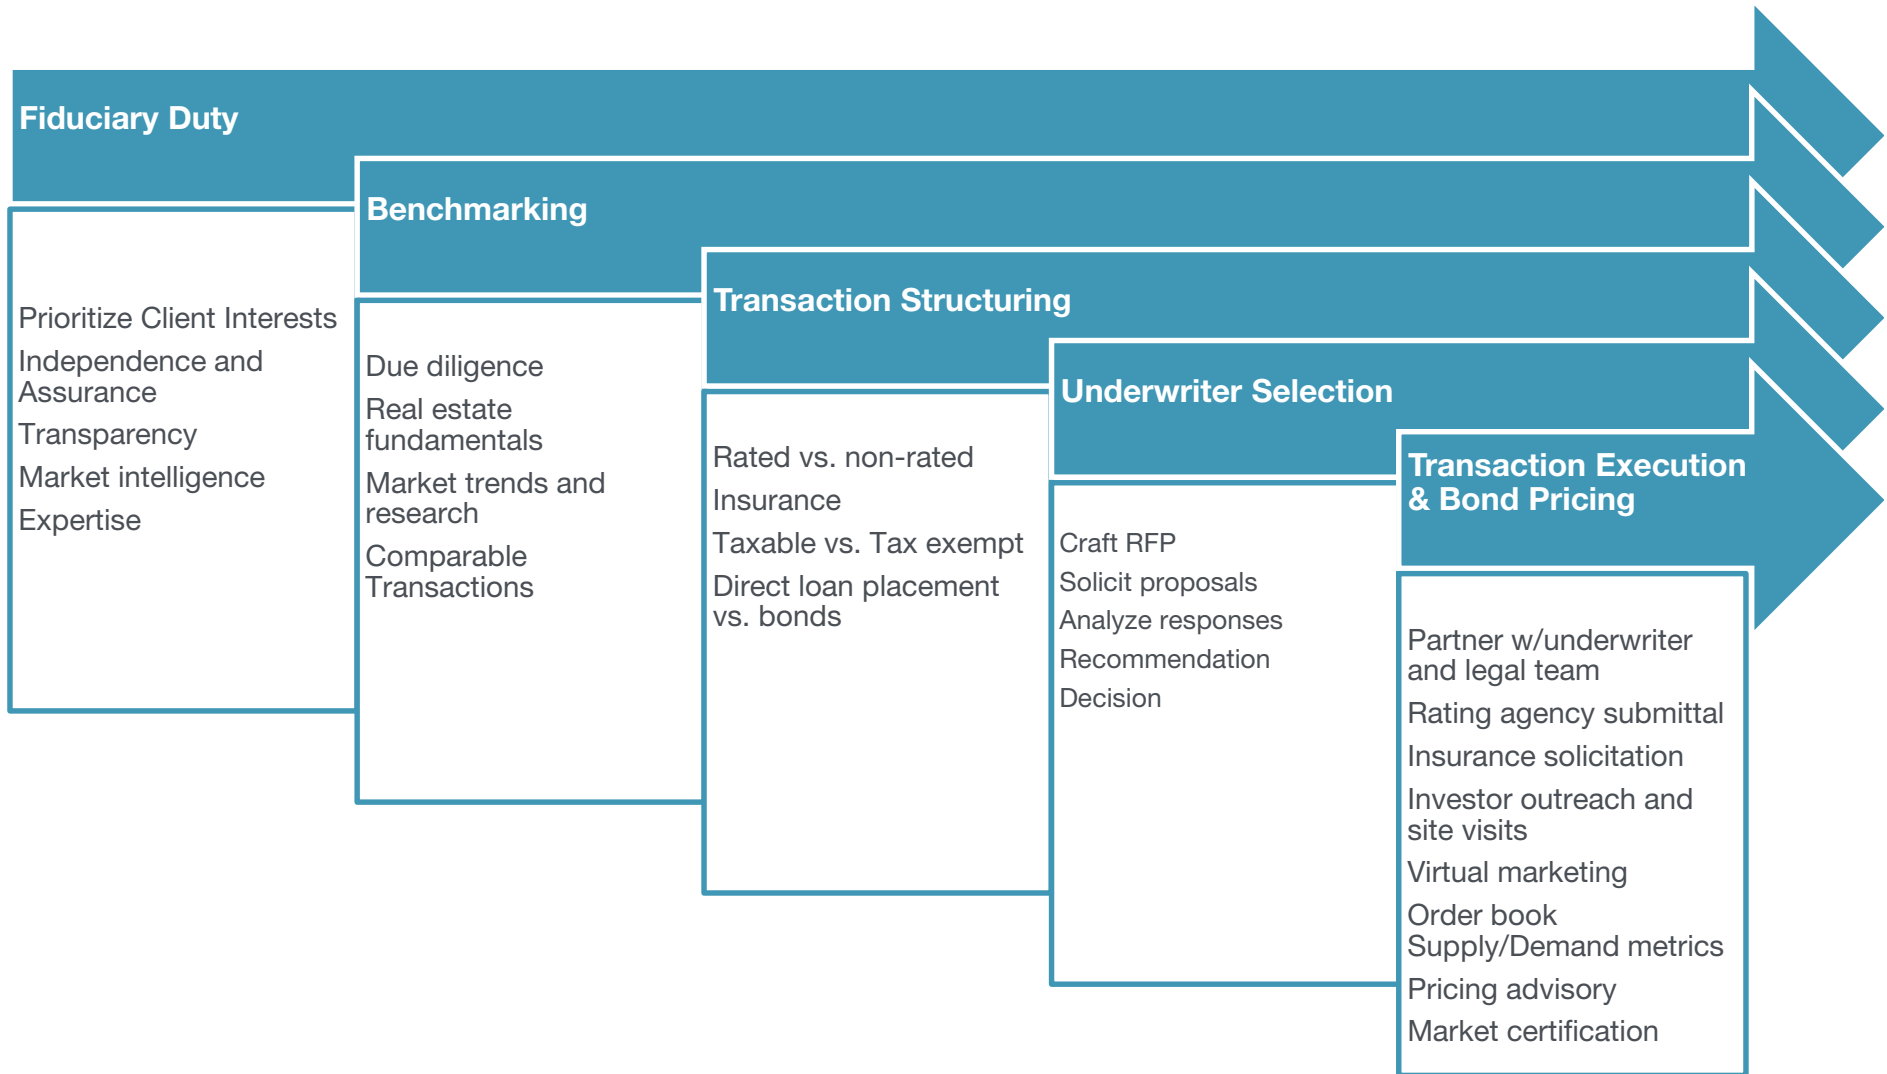 Fiduciary Duty
Prioritize Client Interests
Independence and
Assurance
Transparency
Market intelligence
Expertise
Benchmarking
Due diligence
Real estate
fundamentals
Market trends and
research
Comparable
Transactions
Transaction Structuring
Rated vs. non-rated
Insurance
Taxable vs. Tax exempt
Direct loan placement
vs. bonds
Underwriter Selection
Craft RFP
Solicit proposals
Analyze responses
Recommendation
Decision
Transaction Execution
& Bond Pricing
Partner w/underwriter
and legal team
Rating agency submittal
Insurance solicitation
Investor outreach and
site visits
Virtual marketing
Order book
Supply/Demand metrics
Pricing advisory
Market certification